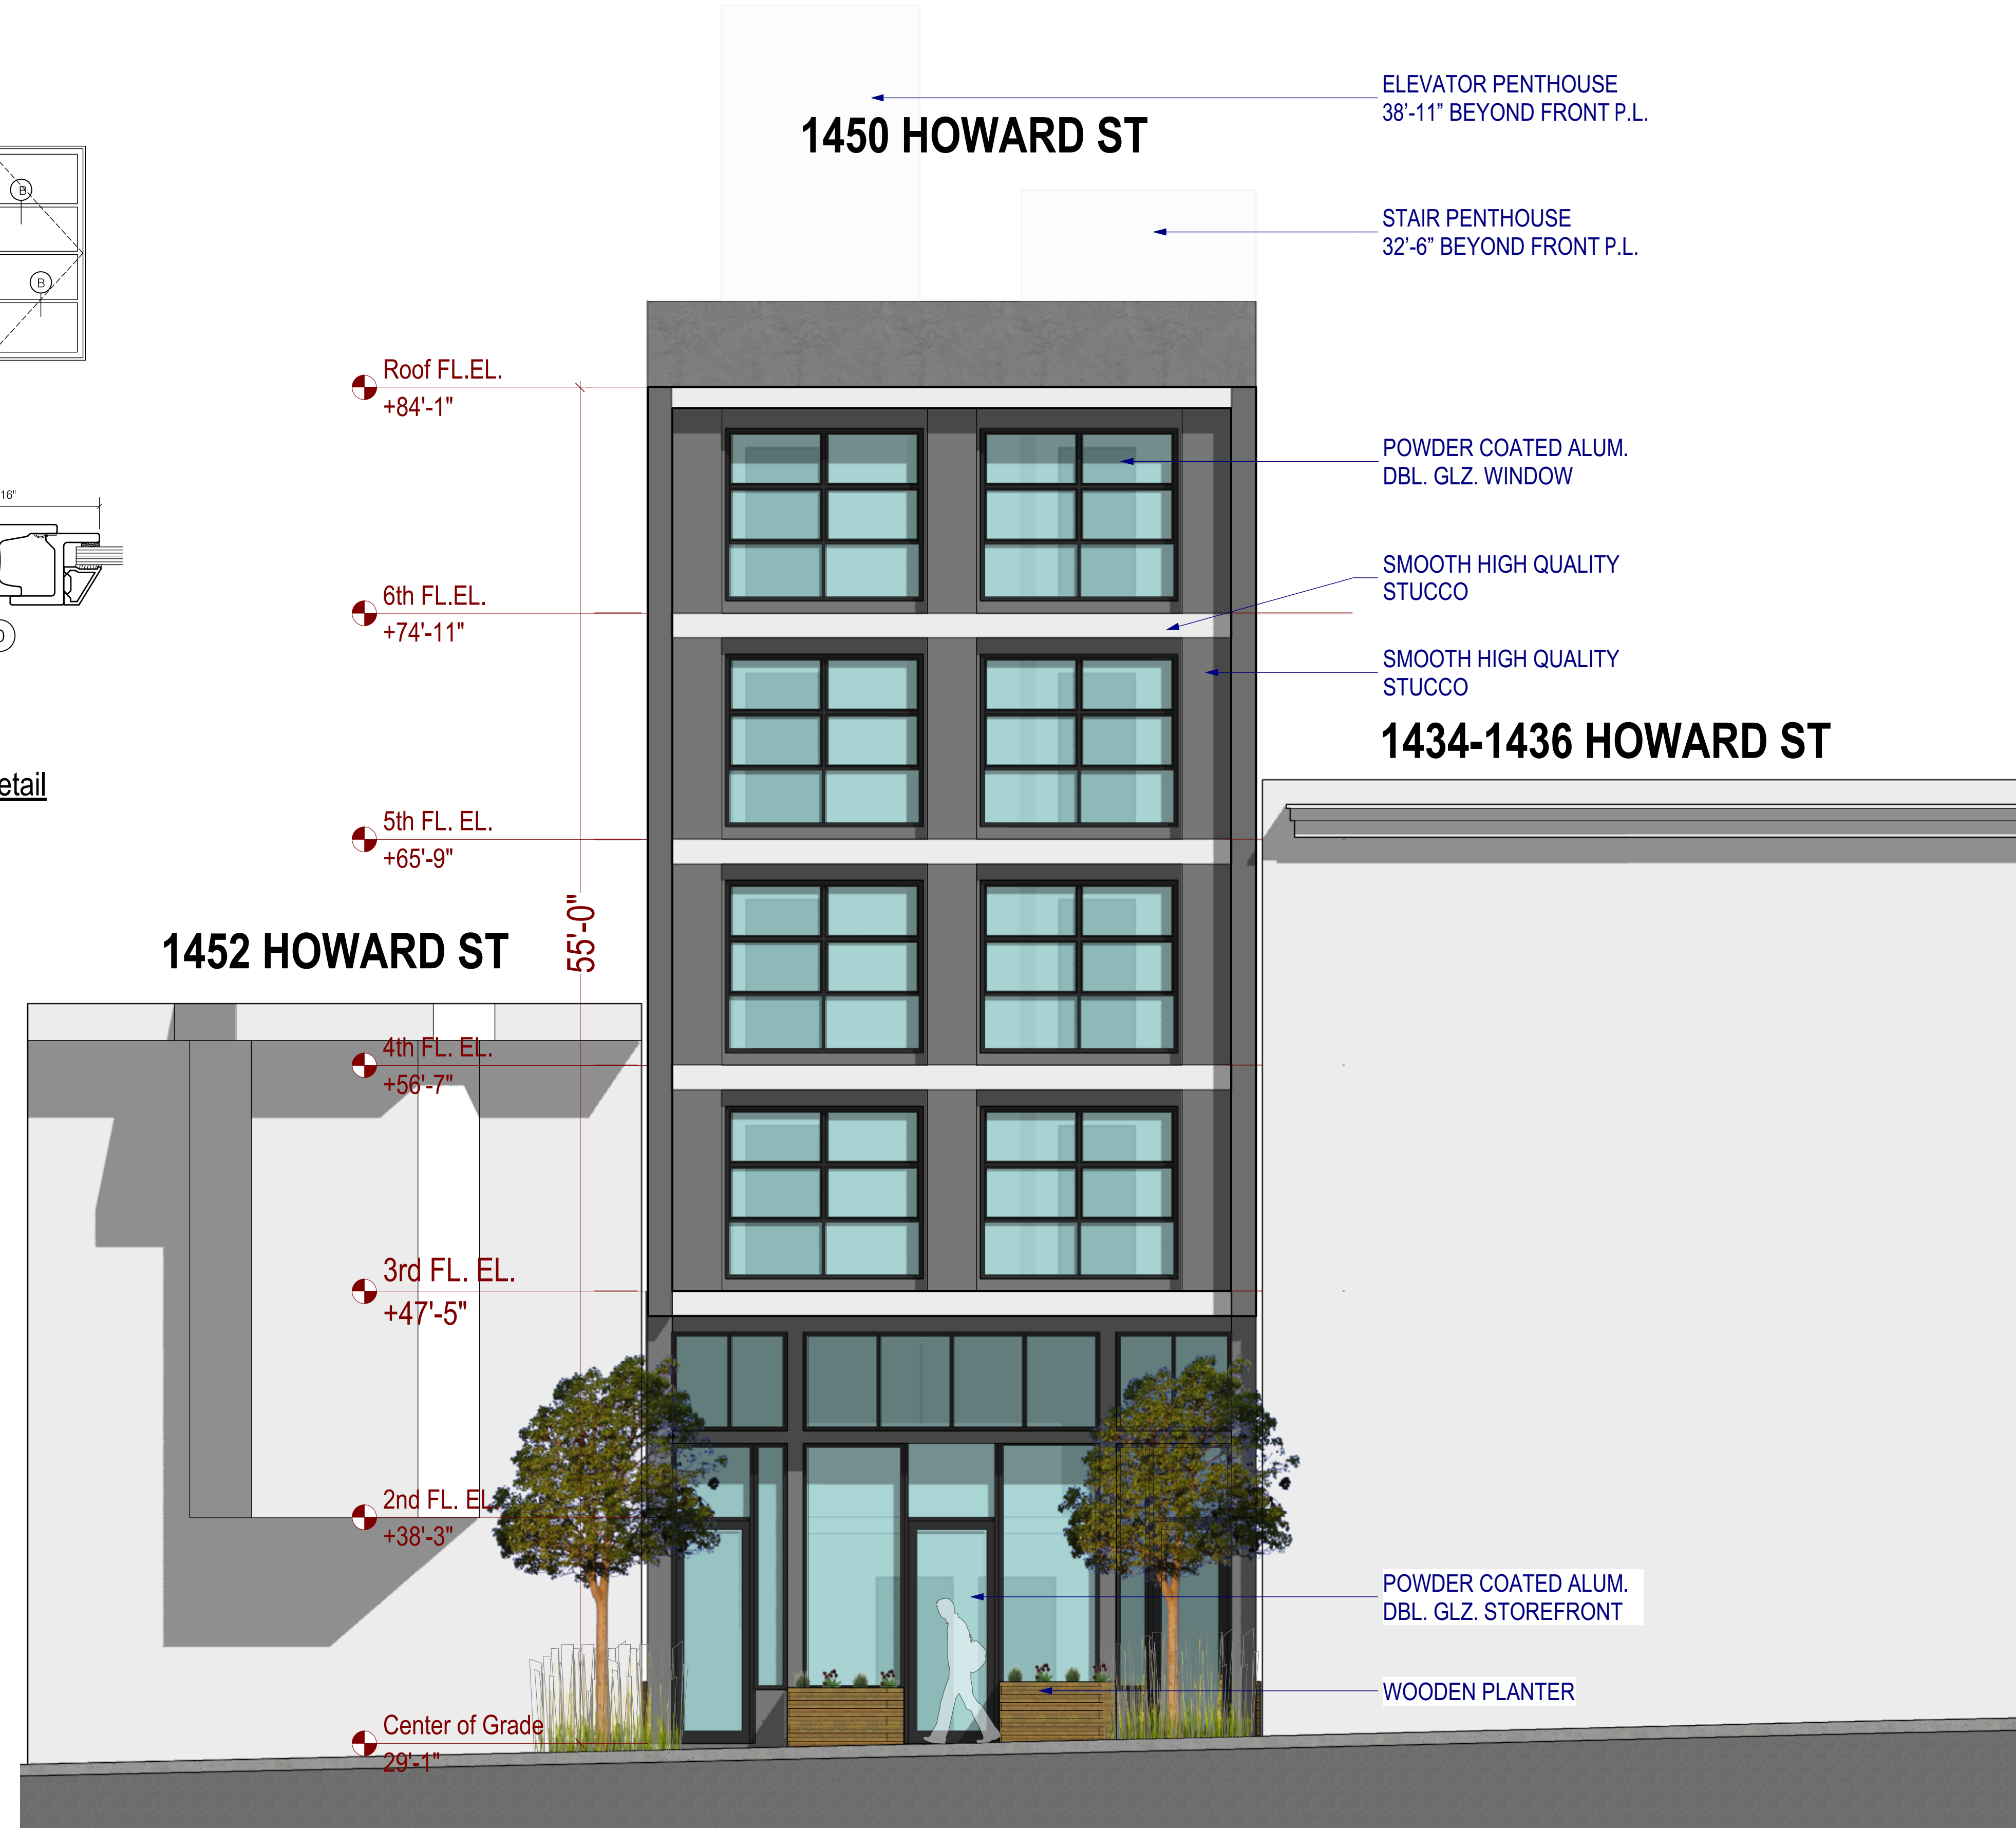 ELEVATOR PENTHOUSE
38’-11” BEYOND FRONT P.L.
1450 HOWARD ST
B
STAIR PENTHOUSE
32’-6” BEYOND FRONT P.L.
B
Roof FL.EL.
+84'-1"
POWDER COATED ALUM.
DBL. GLZ. WINDOW
16"
SMOOTH HIGH QUALITY
STUCCO
6th FL.EL.
+74'-11"
SMOOTH HIGH QUALITY
STUCCO
1434-1436 HOWARD ST
etail
5th FL. EL.
+65'-9"
55'-0"
1452 HOWARD ST
4th FL. EL.
+56'-7"
3rd FL. EL.
+47'-5"
2nd FL. EL.
+38'-3"
POWDER COATED ALUM.
DBL. GLZ. STOREFRONT
WOODEN PLANTER
Center of Grade
29'-1"